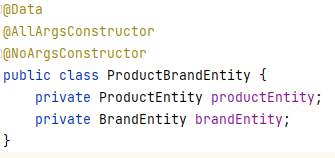 @Data
@AllArgsConstructor
@NoArgsConstructor
public class ProductBrandEntity {
    private ProductEntity productEntity;
    private BrandEntity brandEntity;
}